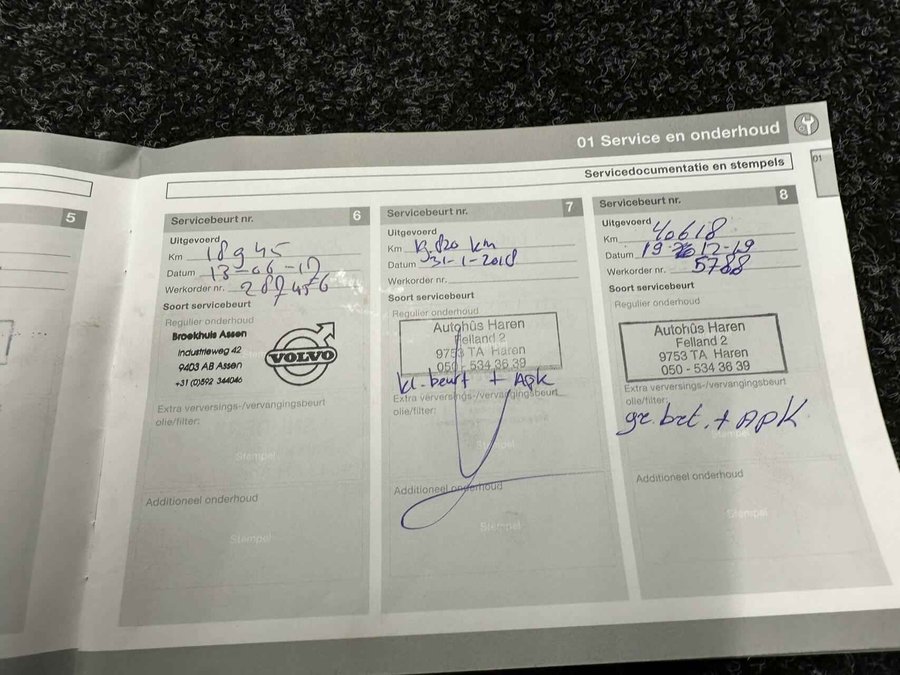 01 Service en onderhoud
01
Servicedocumentatie en stempels
5
Servicebeurt nr. 6
Uitgevoerd
Km 18945
Datum 13-06-17
Werkorder nr. 2874576
Soort servicebeurt
Regulier onderhoud
Broekhuis Assen
Industrieweg 42
9403 AB Assen
+31 (0)592 344046
VOLVO
Extra verversings-/vervangingsbeurt
olie/filter:
Stempel
Additioneel onderhoud
Stempel
Servicebeurt nr. 7
Uitgevoerd
Km 820 km
Datum 31-1-2018
Werkorder nr.
Soort servicebeurt
Regulier onderhoud
Autohûs Haren
Felland 2
9753 TA Haren
050 - 534 36 39
kl. beurt + Apk
Extra verversings-/vervangingsbeurt
olie/filter:
Stempel
Additioneel onderhoud
Stempel
Servicebeurt nr. 8
Uitgevoerd
Km 40618
Datum 19-12-19
Werkorder nr. 5788
Soort servicebeurt
Regulier onderhoud
Autohûs Haren
Felland 2
9753 TA Haren
050 - 534 36 39
Extra verversings-/vervangingsbeurt
olie/filter:
gr. brt. + APK
Stempel
Additioneel onderhoud
Stempel